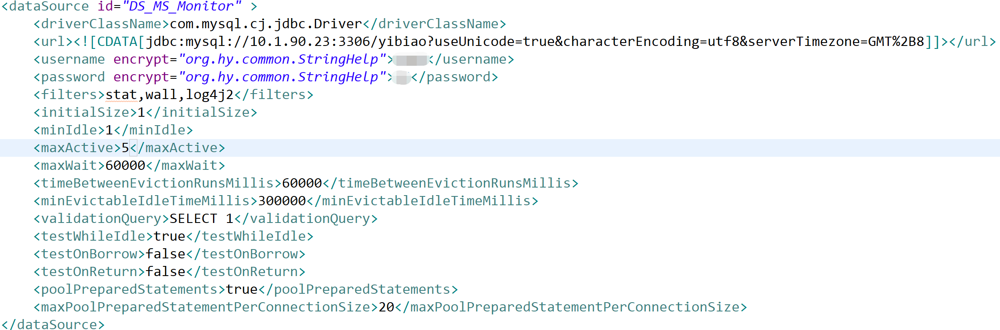 <dataSource id="DS_MS_Monitor" >
<driverClassName>com.mysql.cj.jdbc.Driver</driverClassName>
<url><![CDATA[jdbc:mysql://10.1.90.23:3306/yibiao?useUnicode=true&characterEncoding=utf8&serverTimezone=GMT%2B8]]></url>
<username encrypt="org.hy.common.StringHelp"></username>
<password encrypt="org.hy.common.StringHelp"></password>
<filters>stat,wall,log4j2</filters>
<initialSize>1</initialSize>
<minIdle>1</minIdle>
<maxActive>5</maxActive>
<maxWait>60000</maxWait>
<timeBetweenEvictionRunsMillis>60000</timeBetweenEvictionRunsMillis>
<minEvictableIdleTimeMillis>300000</minEvictableIdleTimeMillis>
<validationQuery>SELECT 1</validationQuery>
<testWhileIdle>true</testWhileIdle>
<testOnBorrow>false</testOnBorrow>
<testOnReturn>false</testOnReturn>
<poolPreparedStatements>true</poolPreparedStatements>
<maxPoolPreparedStatementPerConnectionSize>20</maxPoolPreparedStatementPerConnectionSize>
</dataSource>